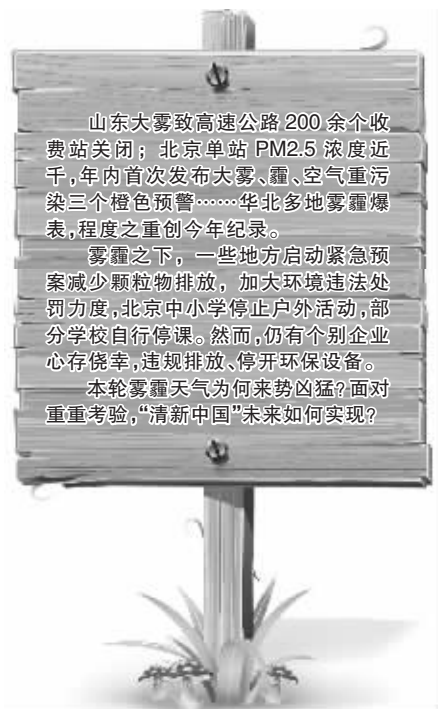 山东大雾致高速公路 200 余个收
费站关闭；北京单站 PM2.5 浓度近
千,年内首次发布大雾、霾、空气重污
染三个橙色预警……华北多地雾霾爆
表,程度之重创今年纪录。
雾霾之下，一些地方启动紧急预
案减少颗粒物排放，加大环境违法处
罚力度,北京中小学停止户外活动,部
分学校自行停课。然而,仍有个别企业
心存侥幸,违规排放、停开环保设备。
本轮雾霾天气为何来势凶猛?面对
重重考验,“清新中国”未来如何实现?